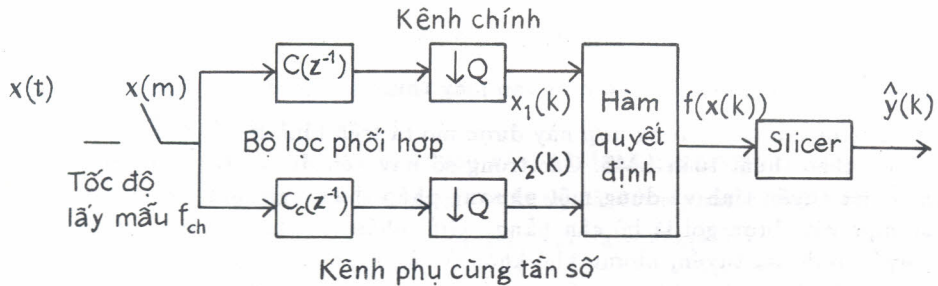 Kênh chính
C(z⁻¹)
↓Q
x(t)
x(m)
x₁(k)
Hàm quyết định
f(x(k))
Slicer
ŷ(k)
Bộ lọc phối hợp
x₂(k)
Tốc độ
lấy mẫu f_ch
C_c(z⁻¹)
↓Q
Kênh phụ cùng tần số